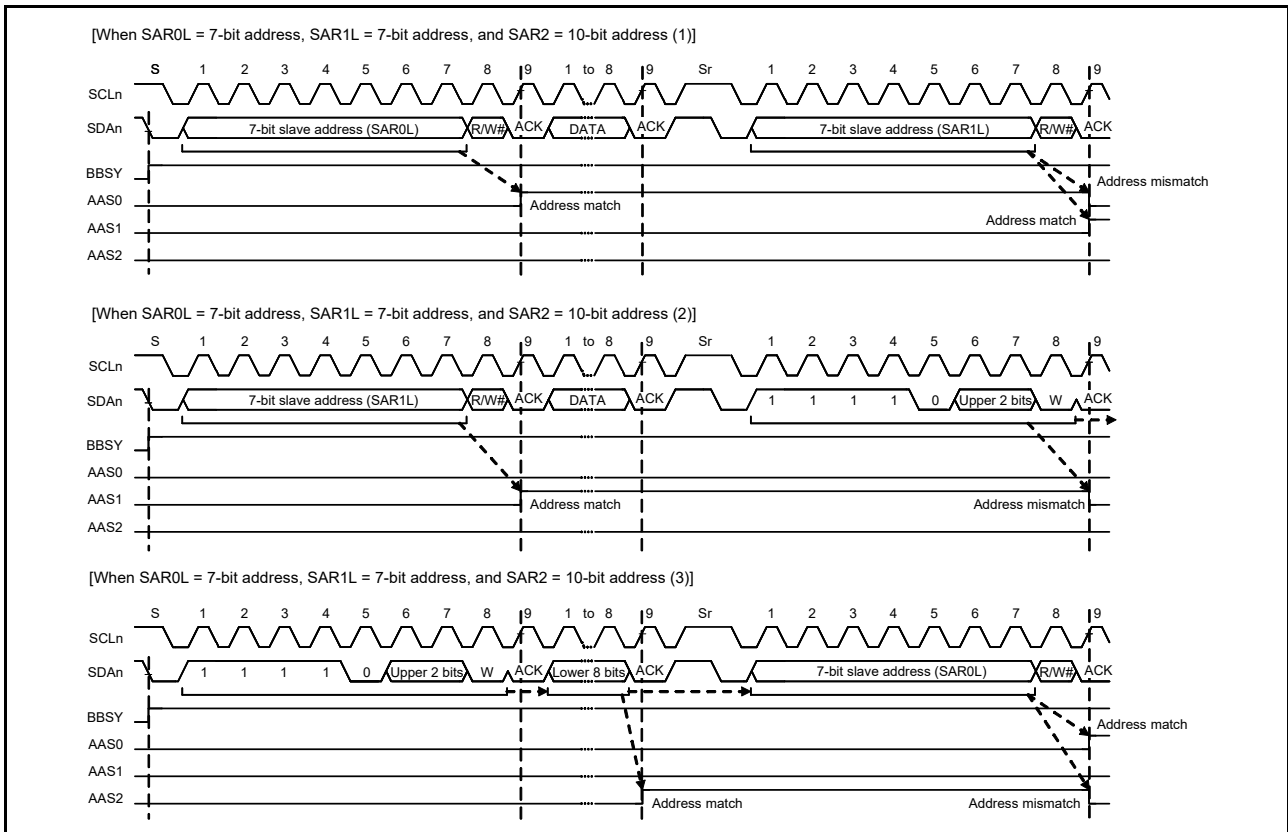 [When SAR0L = 7-bit address, SAR1L = 7-bit address, and SAR2 = 10-bit address (1)]
S 1 2 3 4 5 6 7 8 9 1 to 8 9 Sr 1 2 3 4 5 6 7 8 9
SCLn
SDAn 7-bit slave address (SAR0L) R/W# ACK DATA ACK 7-bit slave address (SAR1L) R/W# ACK
BBSY
Address mismatch
AAS0
Address match
Address match
AAS1
AAS2
[When SAR0L = 7-bit address, SAR1L = 7-bit address, and SAR2 = 10-bit address (2)]
S 1 2 3 4 5 6 7 8 9 1 to 8 9 Sr 1 2 3 4 5 6 7 8 9
SCLn
SDAn 7-bit slave address (SAR1L) R/W# ACK DATA ACK 1 1 1 1 0 Upper 2 bits W ACK
BBSY
AAS0
AAS1
Address match Address mismatch
AAS2
[When SAR0L = 7-bit address, SAR1L = 7-bit address, and SAR2 = 10-bit address (3)]
S 1 2 3 4 5 6 7 8 9 1 to 8 9 Sr 1 2 3 4 5 6 7 8 9
SCLn
SDAn 1 1 1 1 0 Upper 2 bits W ACK Lower 8 bits ACK 7-bit slave address (SAR0L) R/W# ACK
BBSY
Address match
AAS0
AAS1
AAS2
Address match Address mismatch